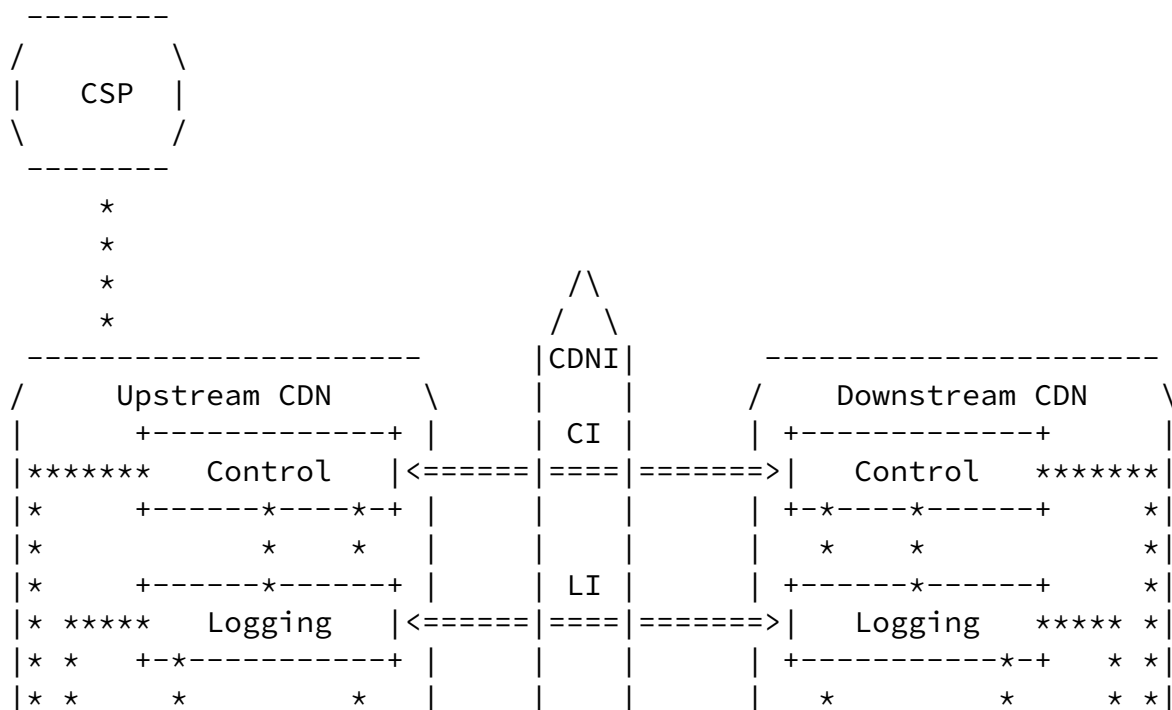 --------
/        \
|   CSP  |
\        /
 --------
     *
     *
     *                         /\
     *                        /  \
 ----------------------      |CDNI|       ----------------------
/     Upstream CDN     \     |    |      /    Downstream CDN    \
|      +-------------+ |     | CI |      | +-------------+      |
|*******   Control   |<======|====|=======>|   Control   *******|
|*     +------*----*-+ |     |    |      | +-*----*------+     *|
|*            *    *   |     |    |      |   *    *            *|
|*     +------*------+ |     | LI |      | +------*------+     *|
|* *****   Logging   |<======|====|=======>|   Logging   ***** *|
|* *   +-*-----------+ |     |    |      | +-----------*-+   * *|
|* *     *         *   |     |    |      |   *         *     * *|